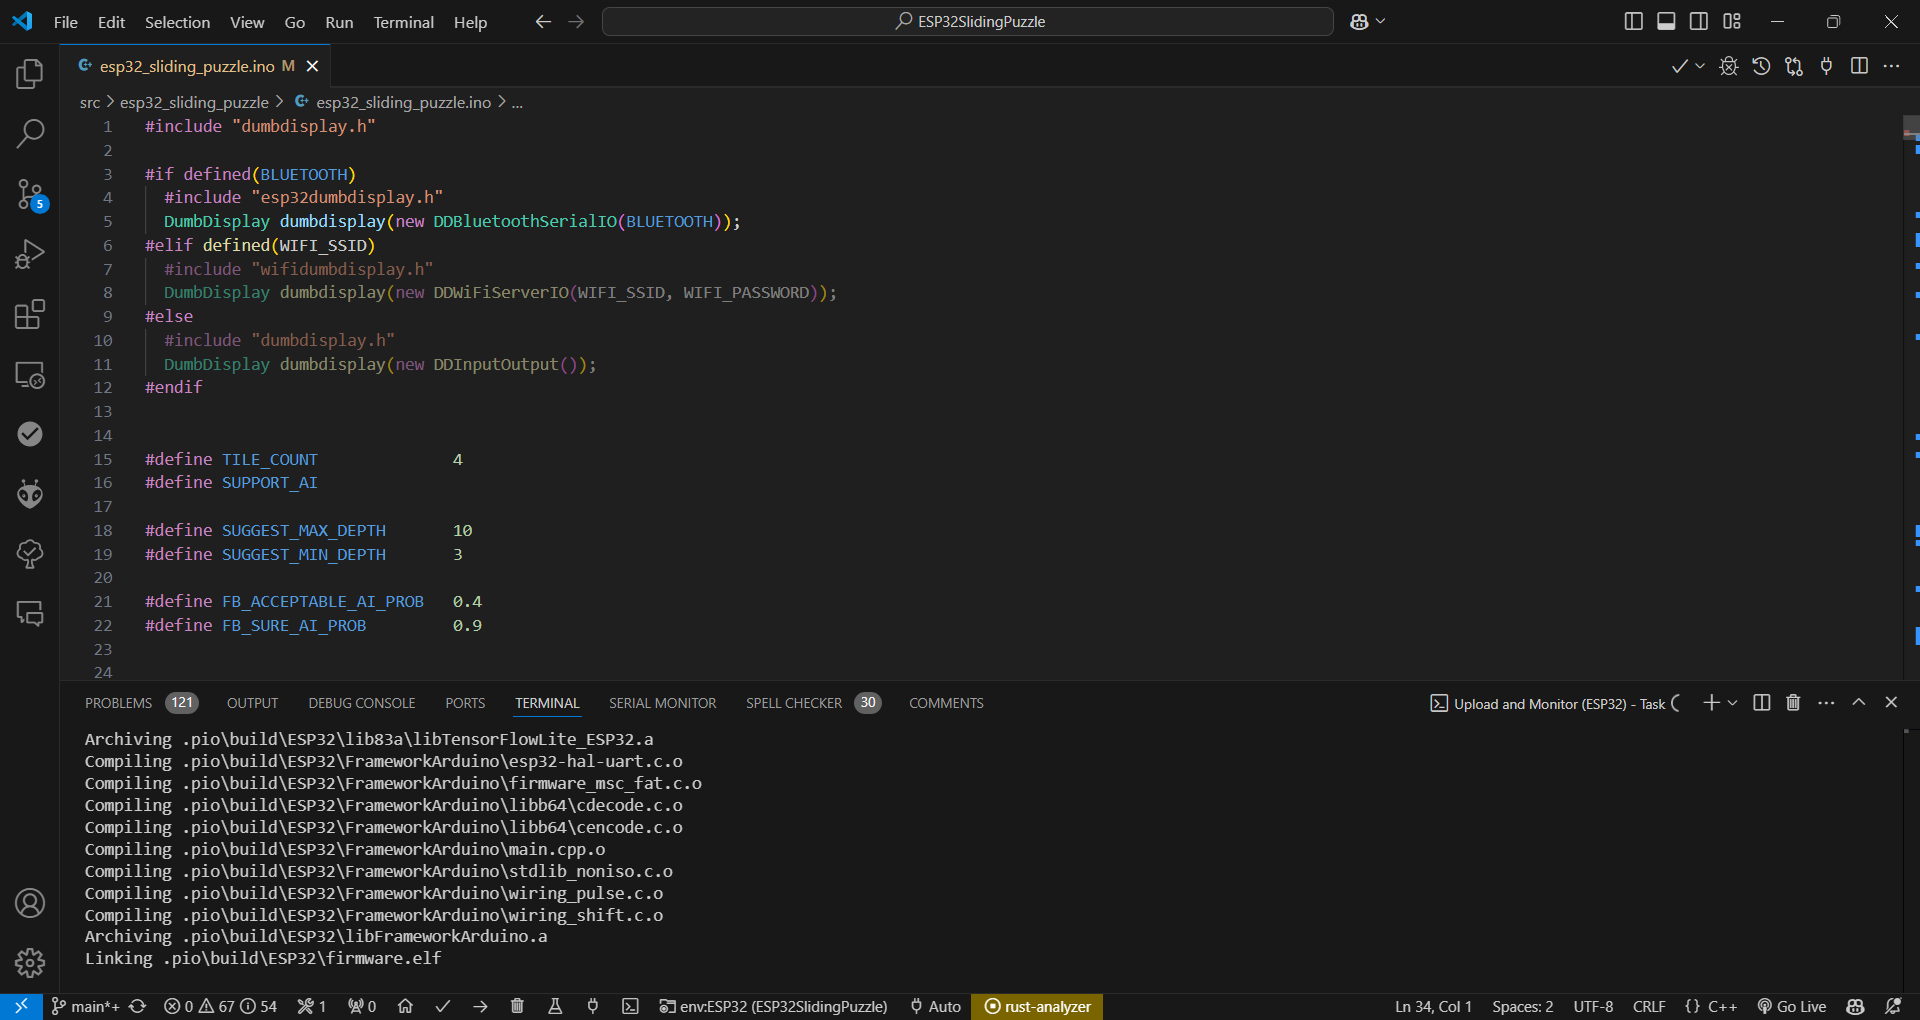 File Edit Selection View Go Run Terminal Help ESP32SlidingPuzzle
esp32_sliding_puzzle.ino M
src > esp32_sliding_puzzle > esp32_sliding_puzzle.ino > ...
1 #include "dumbdisplay.h"
2
3 #if defined(BLUETOOTH)
4 #include "esp32dumbdisplay.h"
5 DumbDisplay dumbdisplay(new DDBluetoothSerialIO(BLUETOOTH));
6 #elif defined(WIFI_SSID)
7 #include "wifidumbdisplay.h"
8 DumbDisplay dumbdisplay(new DDWiFiServerIO(WIFI_SSID, WIFI_PASSWORD));
9 #else
10 #include "dumbdisplay.h"
11 DumbDisplay dumbdisplay(new DDInputOutput());
12 #endif
13
14
15 #define TILE_COUNT 4
16 #define SUPPORT_AI
17
18 #define SUGGEST_MAX_DEPTH 10
19 #define SUGGEST_MIN_DEPTH 3
20
21 #define FB_ACCEPTABLE_AI_PROB 0.4
22 #define FB_SURE_AI_PROB 0.9
23
24
5
PROBLEMS 121 OUTPUT DEBUG CONSOLE PORTS TERMINAL SERIAL MONITOR SPELL CHECKER 30 COMMENTS Upload and Monitor (ESP32) - Task
Archiving .pio\build\ESP32\lib83a\libTensorFlowLite_ESP32.a
Compiling .pio\build\ESP32\FrameworkArduino\esp32-hal-uart.c.o
Compiling .pio\build\ESP32\FrameworkArduino\firmware_msc_fat.c.o
Compiling .pio\build\ESP32\FrameworkArduino\libb64\cdecode.c.o
Compiling .pio\build\ESP32\FrameworkArduino\libb64\cencode.c.o
Compiling .pio\build\ESP32\FrameworkArduino\main.cpp.o
Compiling .pio\build\ESP32\FrameworkArduino\stdlib_noniso.c.o
Compiling .pio\build\ESP32\FrameworkArduino\wiring_pulse.c.o
Compiling .pio\build\ESP32\FrameworkArduino\wiring_shift.c.o
Archiving .pio\build\ESP32\libFrameworkArduino.a
Linking .pio\build\ESP32\firmware.elf
main*+ 0 67 54 1 0 env:ESP32 (ESP32SlidingPuzzle) Auto rust-analyzer Ln 34, Col 1 Spaces: 2 UTF-8 CRLF {} C++ Go Live